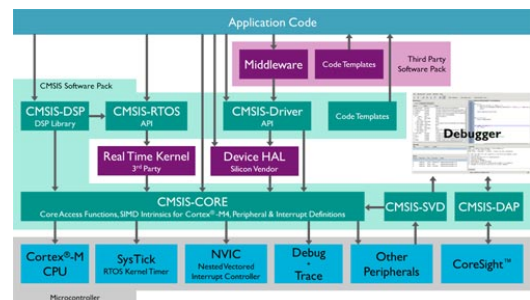 Application Code
Middleware
Code Templates
Third Party
Software Pack
CMSIS Software Pack
CMSIS-DSP
DSP Library
CMSIS-RTOS
API
CMSIS-Driver
API
Code Templates
Debugger
Real Time Kernel
3rd Party
Device HAL
Silicon Vendor
CMSIS-CORE
Core Access Functions, SIMD Intrinsics for Cortex®-M4, Peripheral & Interrupt Definitions
CMSIS-SVD
CMSIS-DAP
Cortex®-M
CPU
SysTick
RTOS Kernel Timer
NVIC
Nested Vectored
Interrupt Controller
Debug
-
Trace
Other
Peripherals
CoreSight™
Microcontroller